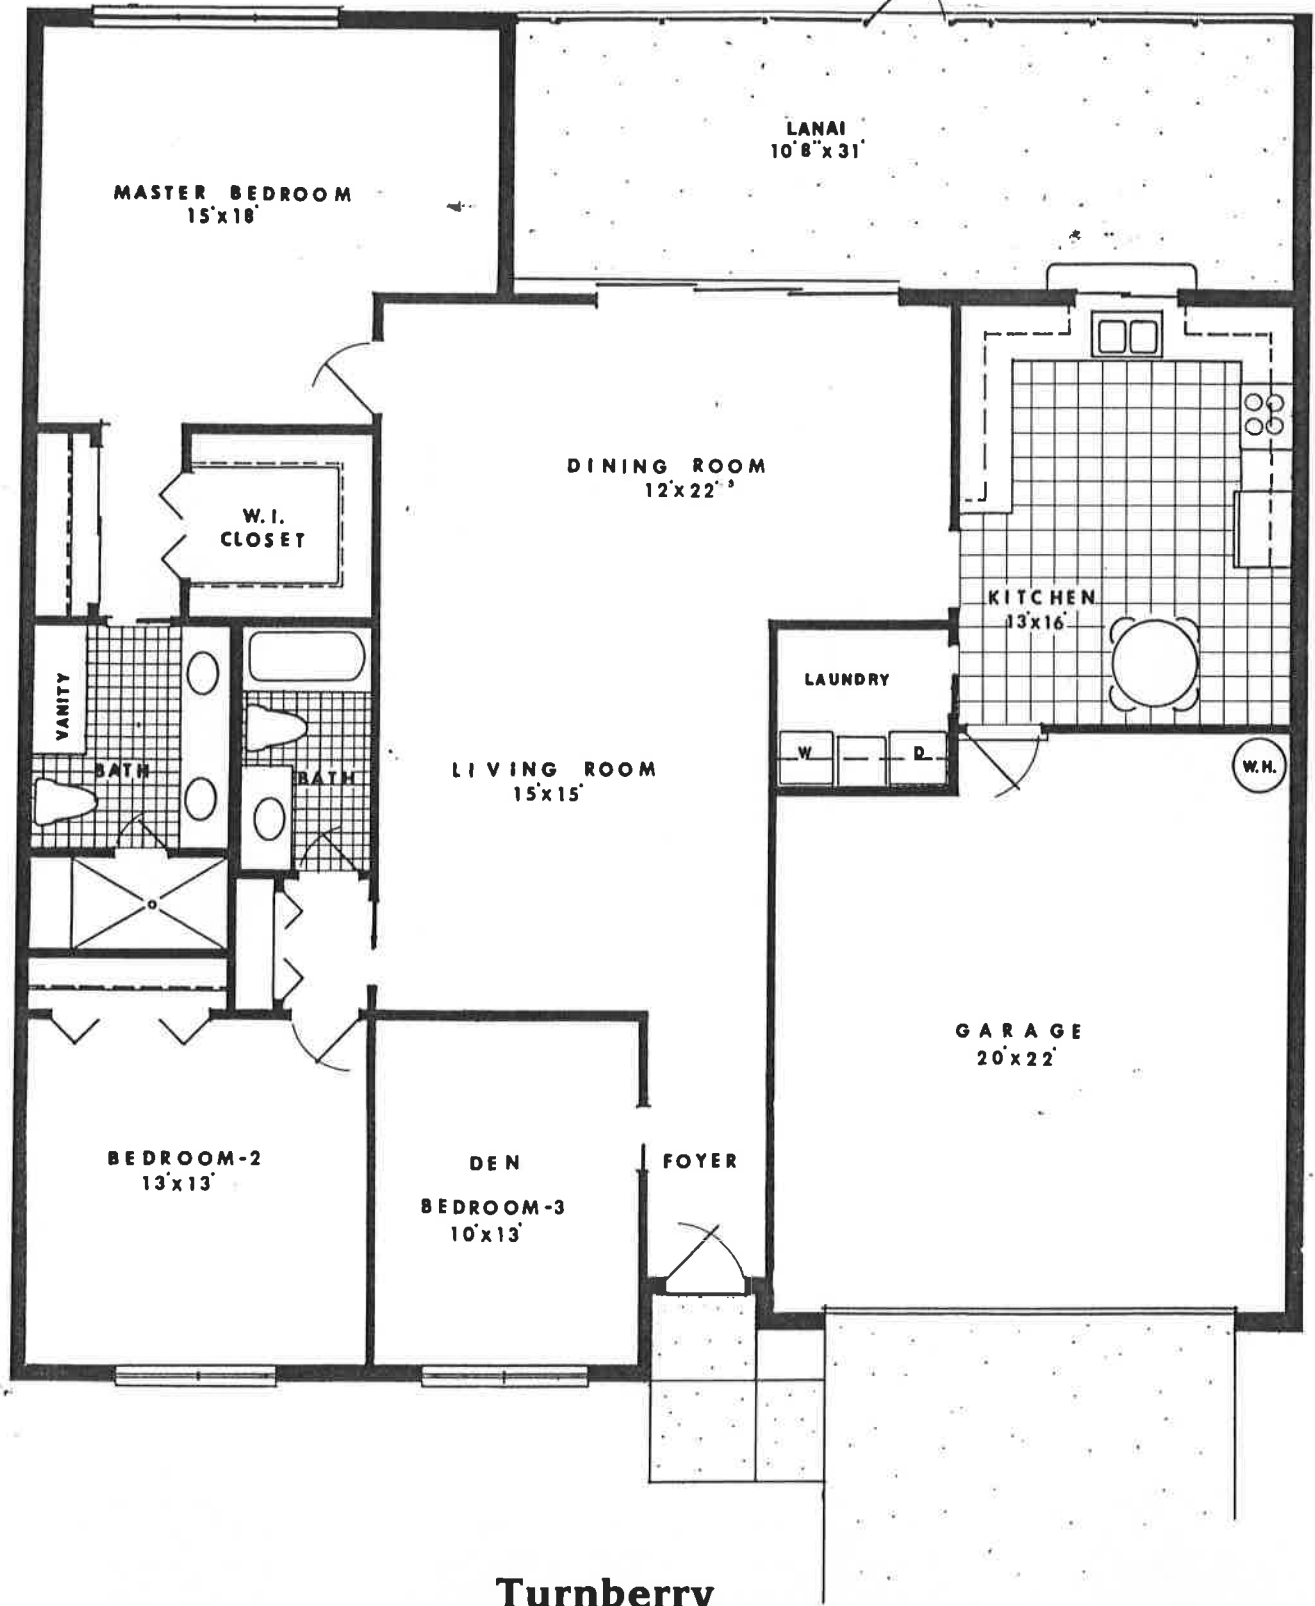 LANAI
10'8"x31'
MASTER BEDROOM
15'x18'
DINING ROOM
12'x22'
W.I.
CLOSET
KITCHEN
13'x16'
LAUNDRY
VANITY
W
D
W.H.
BATH
BATH
LIVING ROOM
15'x15'
GARAGE
20'x22'
BEDROOM-2
13'x13'
DEN
BEDROOM-3
10'x13'
FOYER
Turnberry